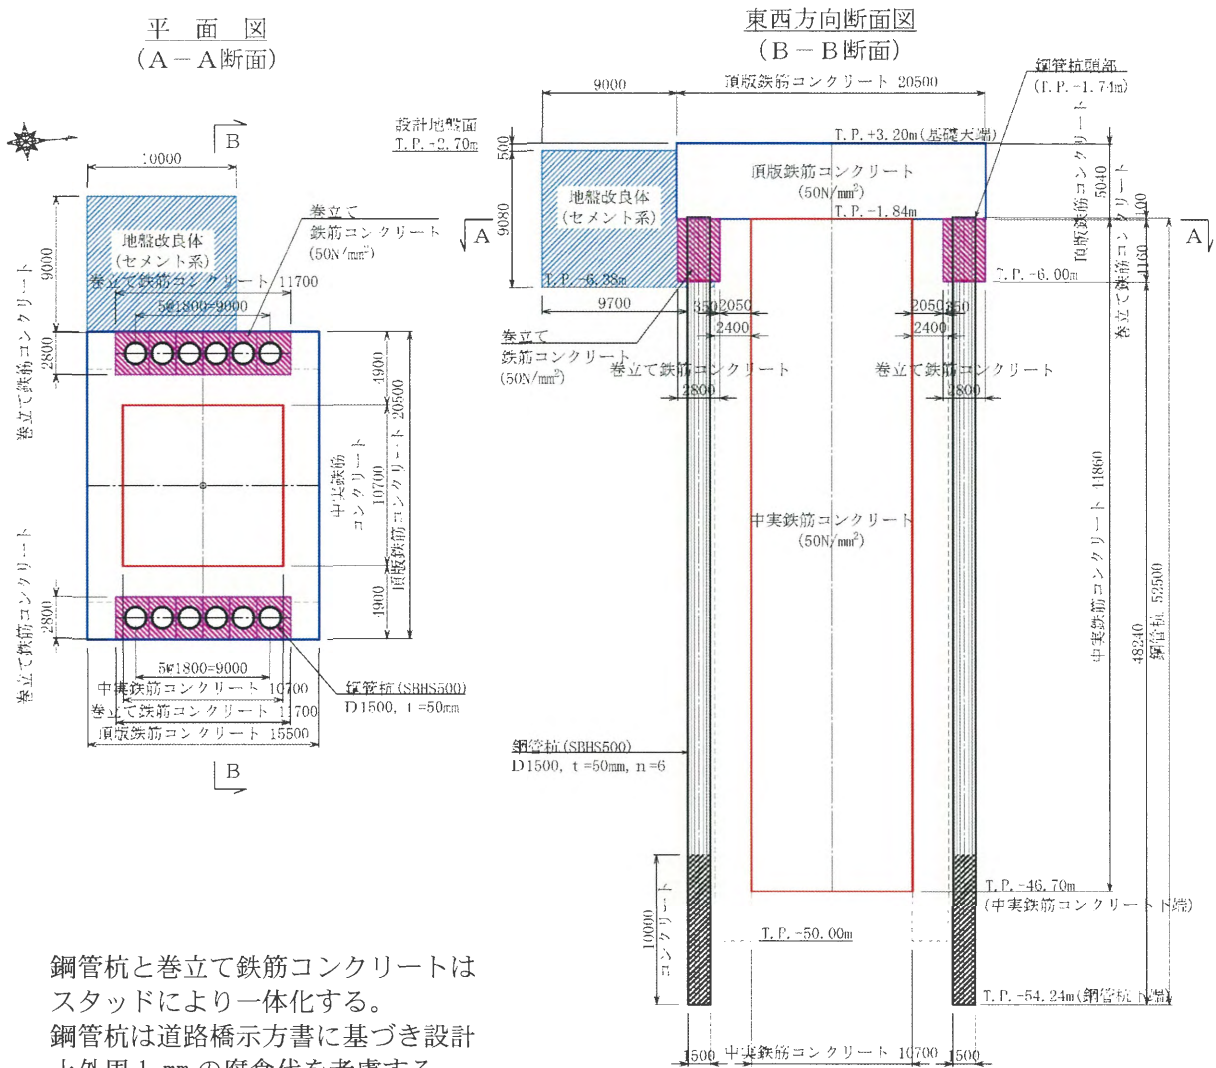 平面図
(A－A断面)
B
10000
地盤改良体
(セメント系)
9000
巻立て
鉄筋コンクリート
(50N/mm²)
巻立て鉄筋コンクリート 11700
5@1800=9000
巻立て鉄筋コンクリート
2800
4900
中実鉄筋
コンクリート
10700
頂版鉄筋コンクリート 20500
4900
巻立て鉄筋コンクリート
2800
5@1800=9000
中実鉄筋コンクリート 10700
巻立て鉄筋コンクリート 11700
頂版鉄筋コンクリート 15500
鋼管杭(SBHS500)
D1500, t=50mm
B
東西方向断面図
(B－B断面)
9000
頂版鉄筋コンクリート 20500
鋼管杭頭部
(T.P.-1.74m)
設計地盤面
T.P.+2.70m
500
9080
T.P.+3.20m(基礎天端)
頂版鉄筋コンクリート
(50N/mm²)
T.P.-1.84m
地盤改良体
(セメント系)
T.P.-6.38m
頂版鉄筋コンクリート
5040
巻立て鉄筋コンクリート
100
4160
A
A
T.P.-6.00m
9700
350
2050
2400
2050
350
2400
巻立て
鉄筋コンクリート
(50N/mm²)
巻立て鉄筋コンクリート
2800
巻立て鉄筋コンクリート
2800
中実鉄筋コンクリート
(50N/mm²)
中実鉄筋コンクリート 44860
48240
鋼管杭 52500
鋼管杭(SBHS500)
D1500, t=50mm, n=6
コンクリート
10000
T.P.-46.70m
(中実鉄筋コンクリート下端)
T.P.-50.00m
T.P.-54.24m(鋼管杭下端)
1500
中実鉄筋コンクリート 10700
1500
鋼管杭と巻立て鉄筋コンクリートは
スタッドにより一体化する。
鋼管杭は道路橋示方書に基づき設計